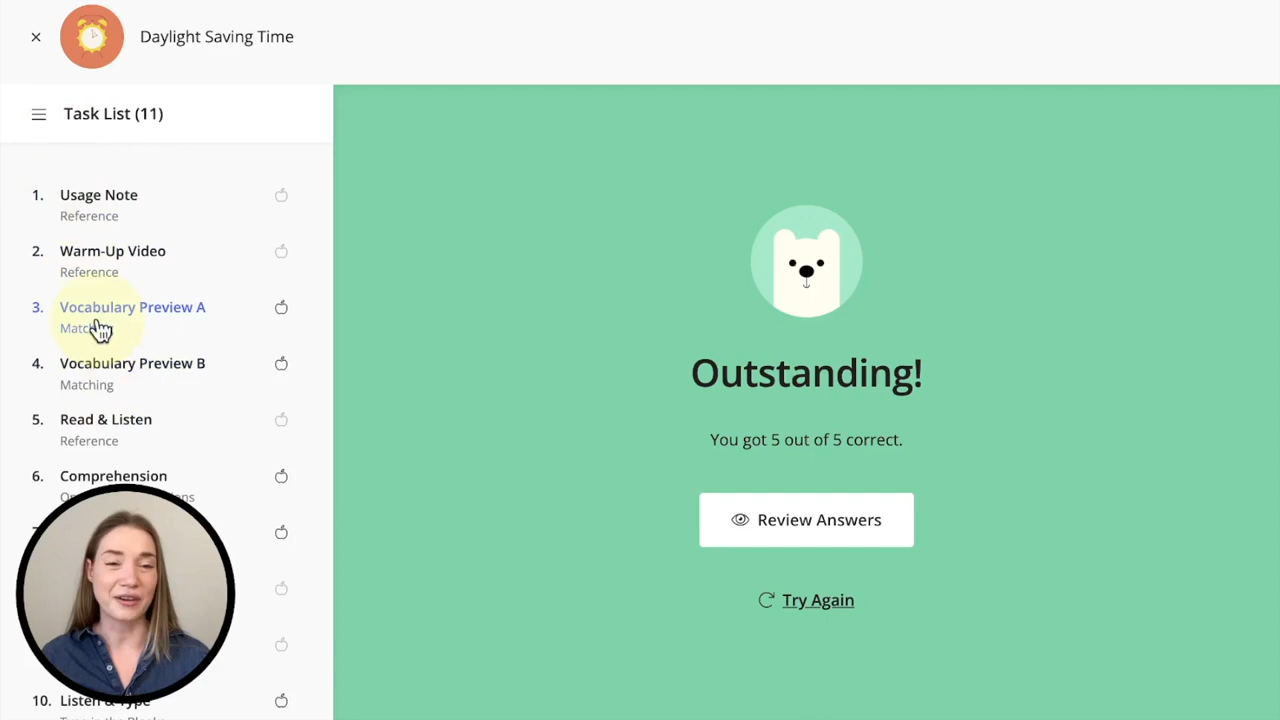 Daylight Saving Time
Task List (11)
1. Usage Note
Reference
2. Warm-Up Video
Reference
3. Vocabulary Preview A
4. Vocabulary Preview B
Matching
5. Read & Listen
Reference
6. Comprehension
10. Listen & Type
Outstanding!
You got 5 out of 5 correct.
Review Answers
Try Again